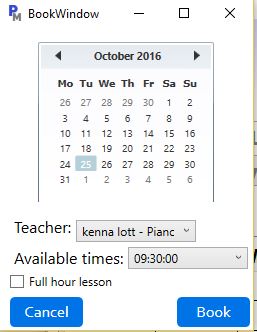 PM BookWindow
October 2016
Mo Tu We Th Fr Sa Su
26 27 28 29 30 1 2
3 4 5 6 7 8 9
10 11 12 13 14 15 16
17 18 19 20 21 22 23
24 25 26 27 28 29 30
31 1 2 3 4 5 6
Teacher: kenna lott - Pianc
Available times: 09:30:00
Full hour lesson
Cancel Book